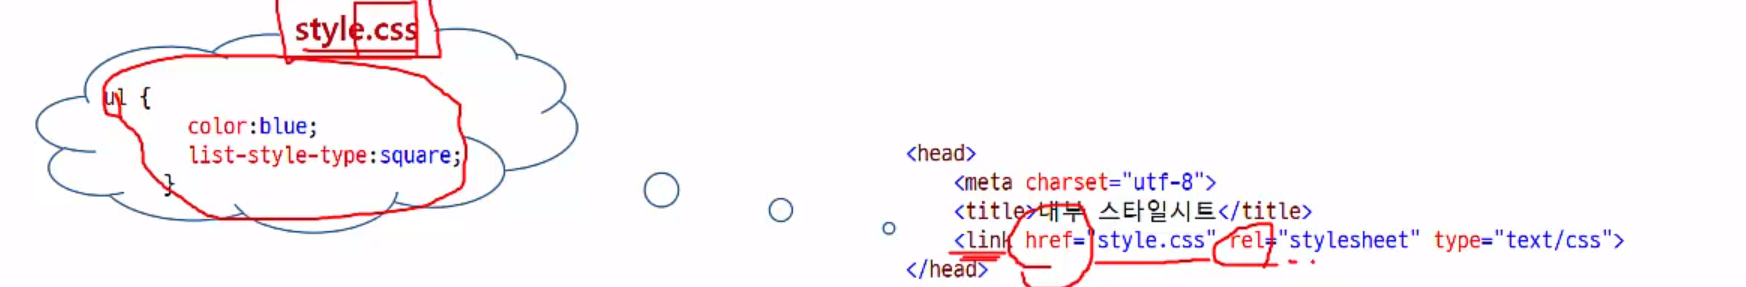 style.css
ul {
color:blue;
list-style-type:square;
}
<head>
<meta charset="utf-8">
<title>내부 스타일시트</title>
<link href="style.css" rel="stylesheet" type="text/css">
</head>